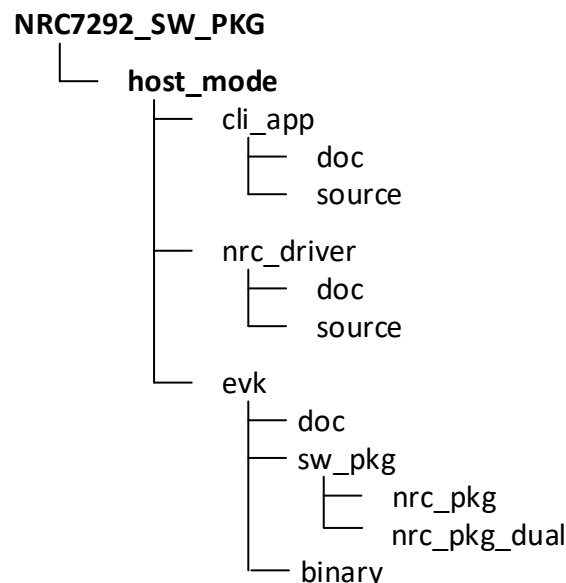 NRC7292_SW_PKG
host_mode
cli_app
doc
source
nrc_driver
doc
source
evk
doc
sw_pkg
nrc_pkg
nrc_pkg_dual
binary